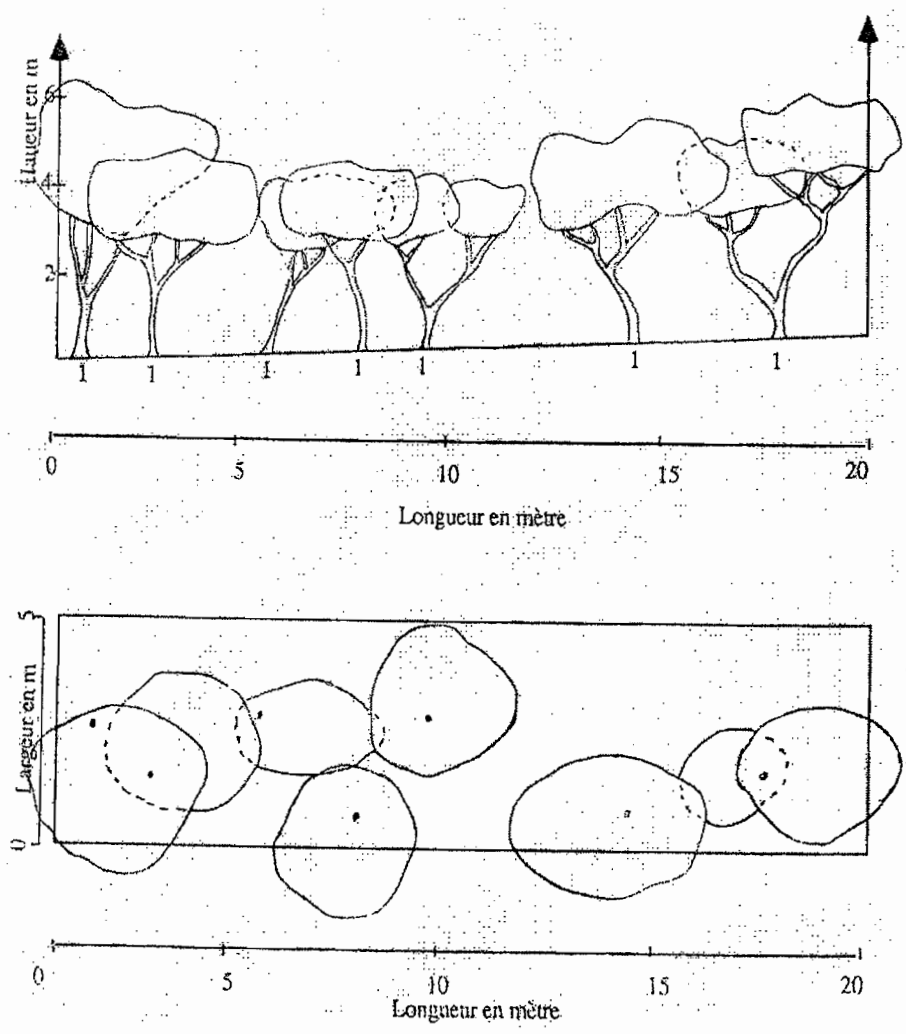 Hauteur en m
6
4
2
1 1 1 1 1 1 1
0 5 10 15 20
Longueur en mètre
5
Largeur en m
0
0 5 10 15 20
Longueur en mètre